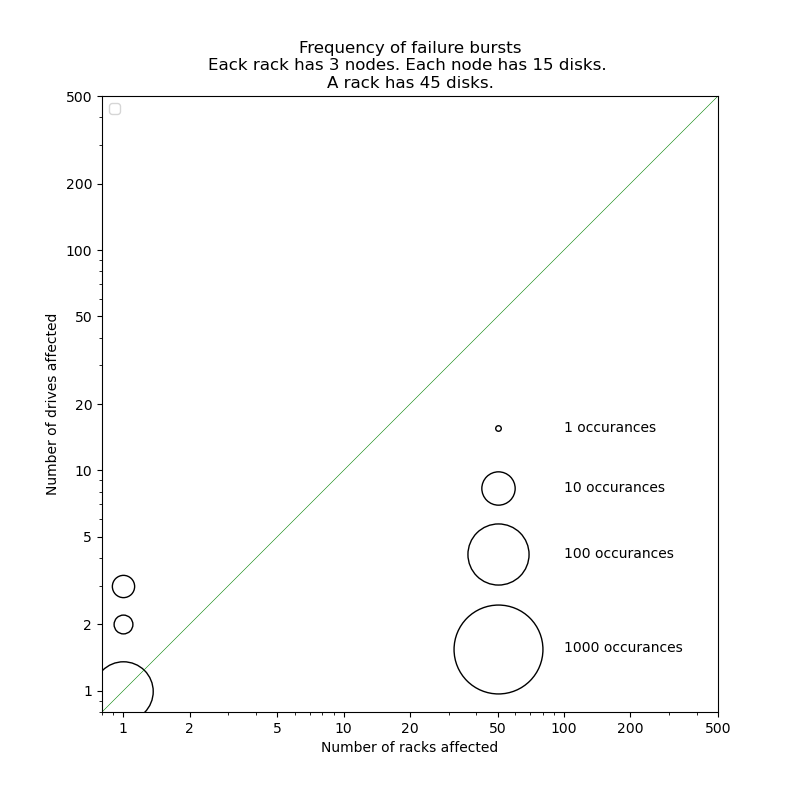 Frequency of failure bursts
Eack rack has 3 nodes. Each node has 15 disks.
A rack has 45 disks.
500
200
100
50
20
10
5
2
1
Number of drives affected
1 occurances
10 occurances
100 occurances
1000 occurances
1 2 5 10 20 50 100 200 500
Number of racks affected